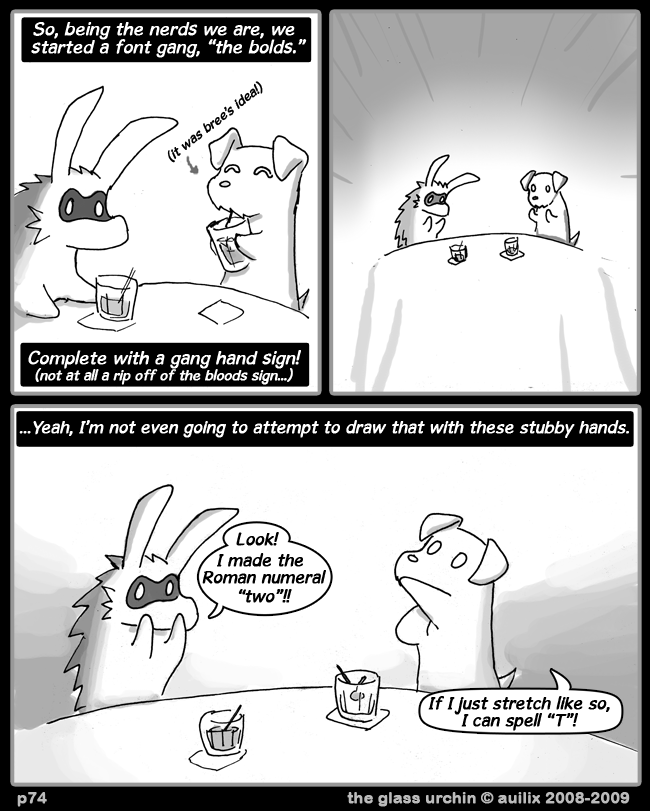 So, being the nerds we are, we
started a font gang, "the bolds."
(it was bree's idea!)
Complete with a gang hand sign!
(not at all a rip off of the bloods sign...)
...Yeah, I'm not even going to attempt to draw that with these stubby hands.
Look!
I made the
Roman numeral
"two"!!
If I just stretch like so,
I can spell "T"!
p74
the glass urchin © auilix 2008-2009